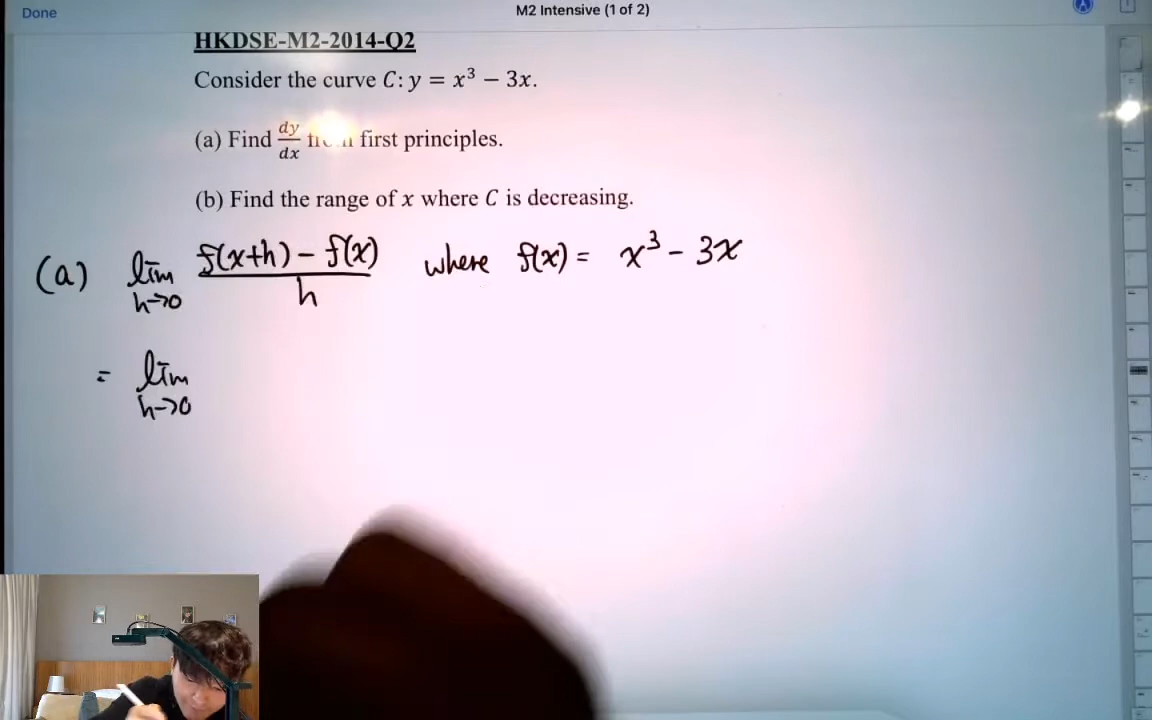 Done
M2 Intensive (1 of 2)
HKDSE-M2-2014-Q2
Consider the curve C: y = x³ − 3x.
(a) Find dy/dx from first principles.
(b) Find the range of x where C is decreasing.
(a) lim h→0 (f(x+h) − f(x))/h where f(x) = x³ − 3x
= lim h→0